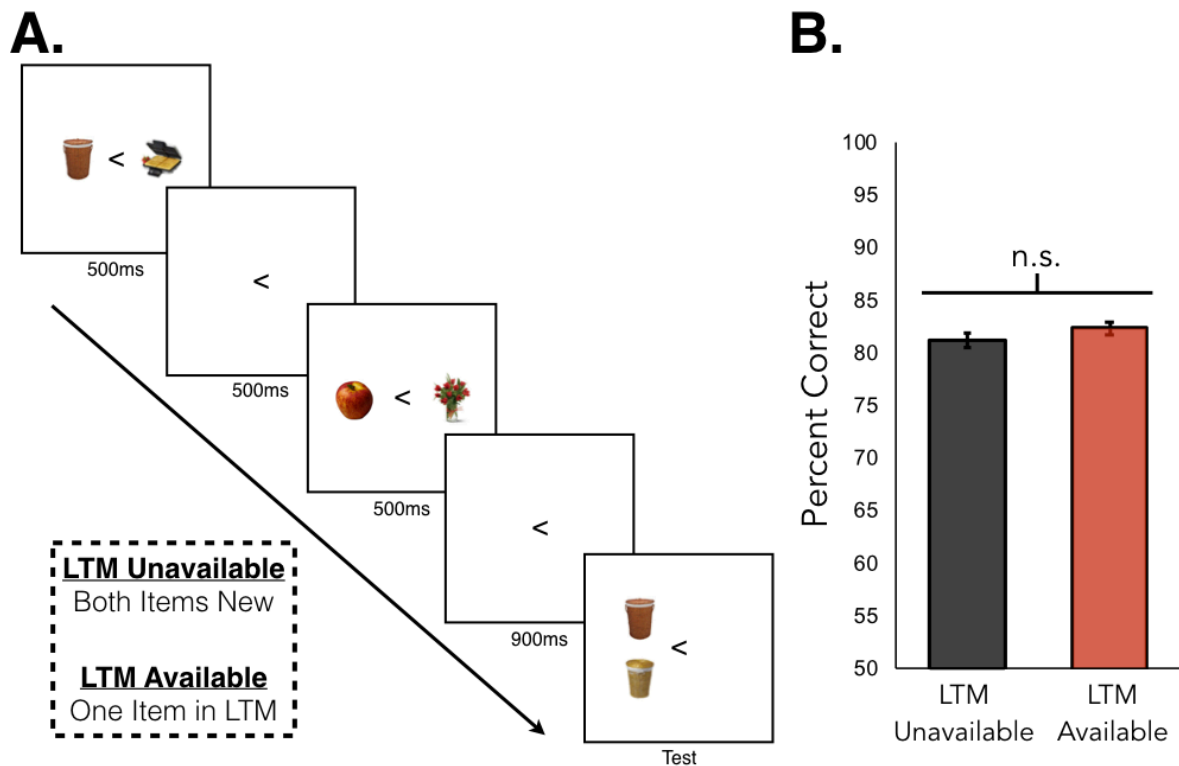 A.
<
500ms
<
500ms
<
500ms
<
900ms
<
Test
LTM Unavailable
Both Items New
LTM Available
One Item in LTM
B.
Percent Correct
100
95
90
85
80
75
70
65
60
55
50
n.s.
LTM
Unavailable
LTM
Available